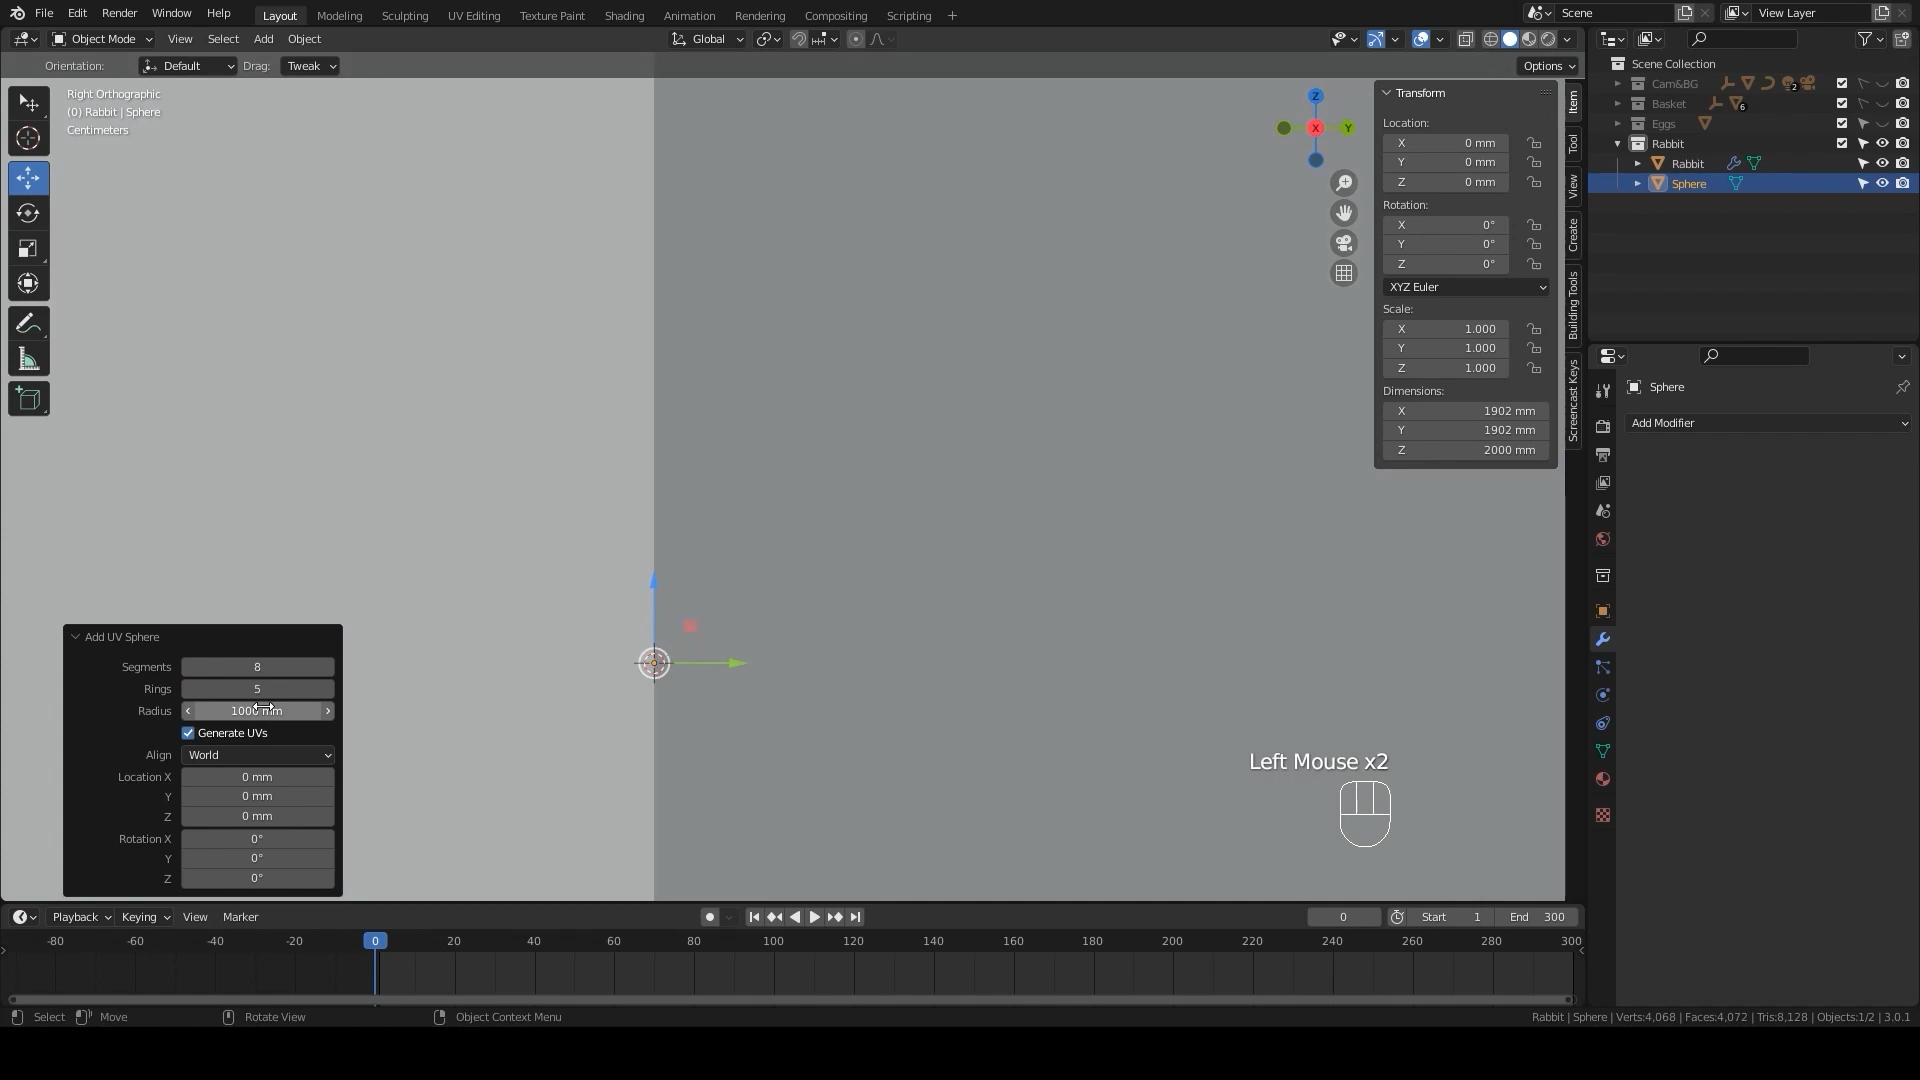 File Edit Render Window Help Layout Modeling Sculpting UV Editing Texture Paint Shading Animation Rendering Compositing Scripting + Scene View Layer
Object Mode View Select Add Object Global
Orientation: Default Drag: Tweak Options
Right Orthographic
(0) Rabbit | Sphere
Centimeters
Z
X
Y
Transform
Location:
X 0 mm
Y 0 mm
Z 0 mm
Rotation:
X 0°
Y 0°
Z 0°
XYZ Euler
Scale:
X 1.000
Y 1.000
Z 1.000
Dimensions:
X 1902 mm
Y 1902 mm
Z 2000 mm
Item
Tool
View
Create
Building Tools
Screencast Keys
Scene Collection
Cam&BG 2
Basket 6
Eggs
Rabbit
Rabbit
Sphere
Sphere
Add Modifier
Add UV Sphere
Segments 8
Rings 5
Radius 1000 mm
Generate UVs
Align World
Location X 0 mm
Y 0 mm
Z 0 mm
Rotation X 0°
Y 0°
Z 0°
Left Mouse x2
Playback Keying View Marker 0 Start 1 End 300
-80 -60 -40 -20 0 20 40 60 80 100 120 140 160 180 200 220 240 260 280 300
Select Move Rotate View Object Context Menu Rabbit | Sphere | Verts:4,068 | Faces:4,072 | Tris:8,128 | Objects:1/2 | 3.0.1